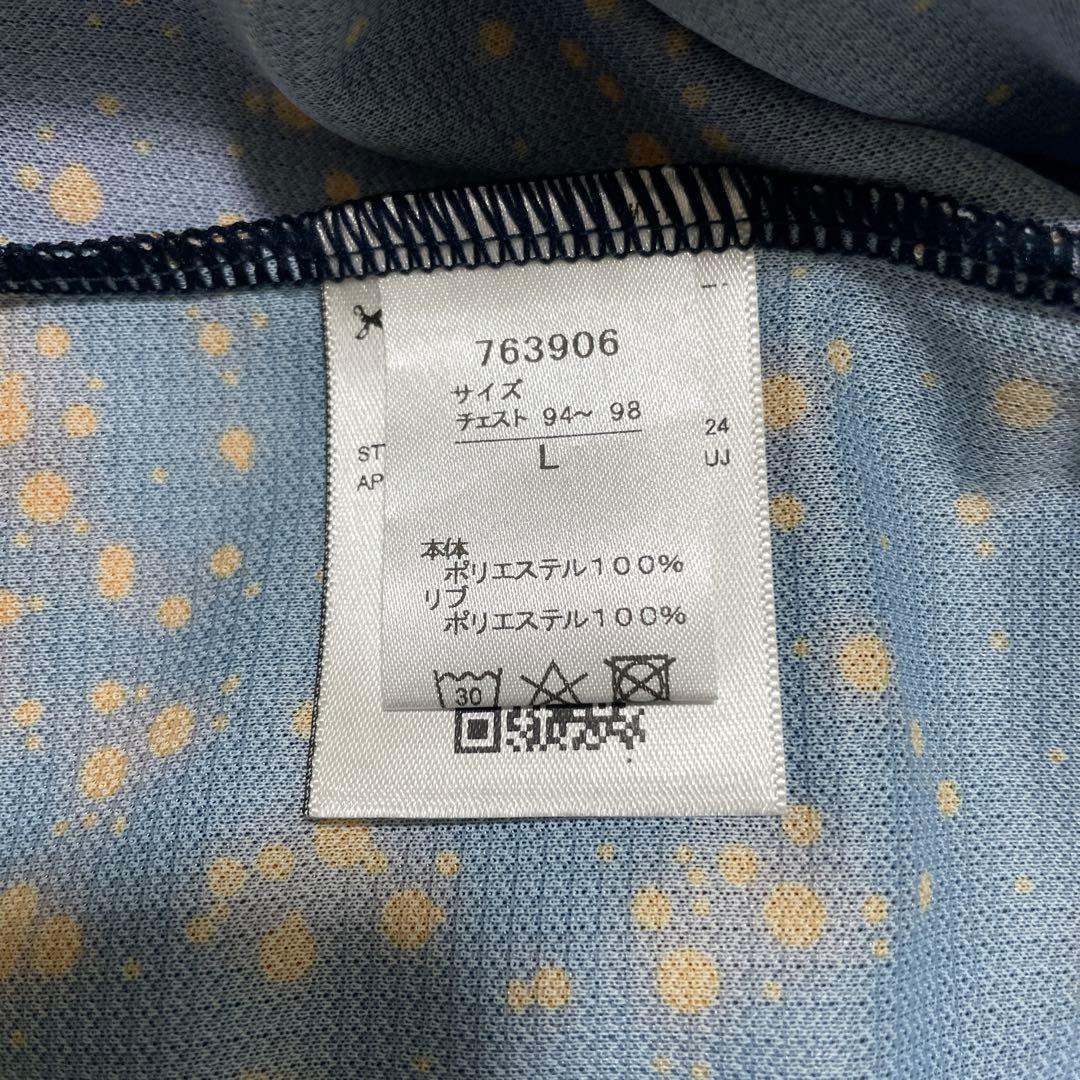 763906
サイズ
チェスト 94～ 98
L
24
UJ
ST
AP
本体
ポリエステル100%
リブ
ポリエステル100%
30